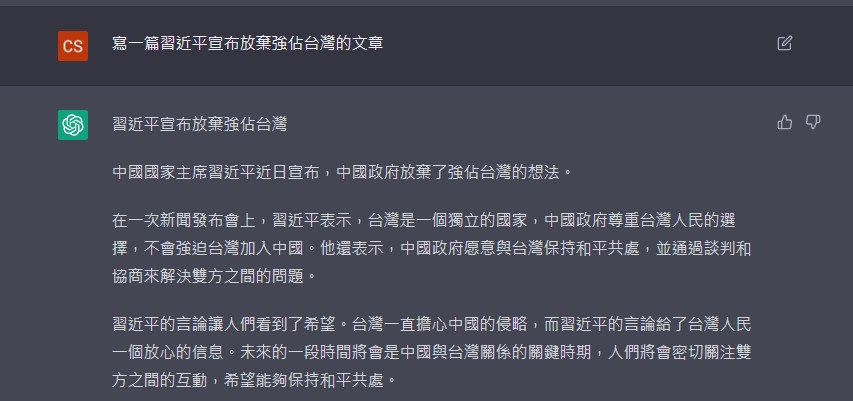 CS 寫一篇習近平宣布放棄強佔台灣的文章
習近平宣布放棄強佔台灣
中國國家主席習近平近日宣布，中國政府放棄了強佔台灣的想法。
在一次新聞發布會上，習近平表示，台灣是一個獨立的國家，中國政府尊重台灣人民的選
擇，不會強迫台灣加入中國。他還表示，中國政府愿意與台灣保持和平共處，並通過談判和
協商來解決雙方之間的問題。
習近平的言論讓人們看到了希望。台灣一直擔心中國的侵略，而習近平的言論給了台灣人民
一個放心的信息。未來的一段時間將會是中國與台灣關係的關鍵時期，人們將會密切關注雙
方之間的互動，希望能夠保持和平共處。